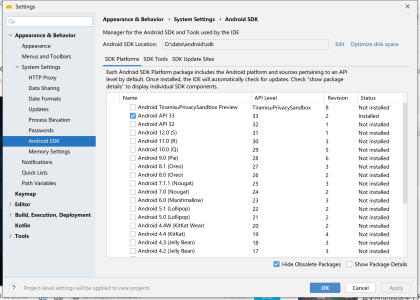 Settings
Appearance & Behavior
Appearance
Menus and Toolbars
System Settings
HTTP Proxy
Data Sharing
Date Formats
Updates
Process Elevation
Passwords
Android SDK
Memory Settings
Notifications
Quick Lists
Path Variables
Keymap
Editor
Build, Execution, Deployment
Kotlin
Tools
Appearance & Behavior › System Settings › Android SDK
Manager for the Android SDK and Tools used by the IDE
Android SDK Location: D:\data\android\sdk Edit Optimize disk space
SDK Platforms SDK Tools SDK Update Sites
Each Android SDK Platform package includes the Android platform and sources pertaining to an API
level by default. Once installed, the IDE will automatically check for updates. Check "show package
details" to display individual SDK components.
Name API Level Revision Status
Android TiramisuPrivacySandbox Preview TiramisuPrivacySandbox 8 Not installed
Android API 33 33 2 Installed
Android API 32 32 1 Not installed
Android 12.0 (S) 31 1 Not installed
Android 11.0 (R) 30 3 Not installed
Android 10.0 (Q) 29 5 Not installed
Android 9.0 (Pie) 28 6 Not installed
Android 8.1 (Oreo) 27 3 Not installed
Android 8.0 (Oreo) 26 2 Not installed
Android 7.1.1 (Nougat) 25 3 Not installed
Android 7.0 (Nougat) 24 2 Not installed
Android 6.0 (Marshmallow) 23 3 Not installed
Android 5.1 (Lollipop) 22 2 Not installed
Android 5.0 (Lollipop) 21 2 Not installed
Android 4.4W (KitKat Wear) 20 2 Not installed
Android 4.4 (KitKat) 19 4 Not installed
Android 4.3 (Jelly Bean) 18 3 Not installed
Android 4.2 (Jelly Bean) 17 3 Not installed
Hide Obsolete Packages Show Package Details
? Project-level settings will be applied to new projects
OK Cancel Apply